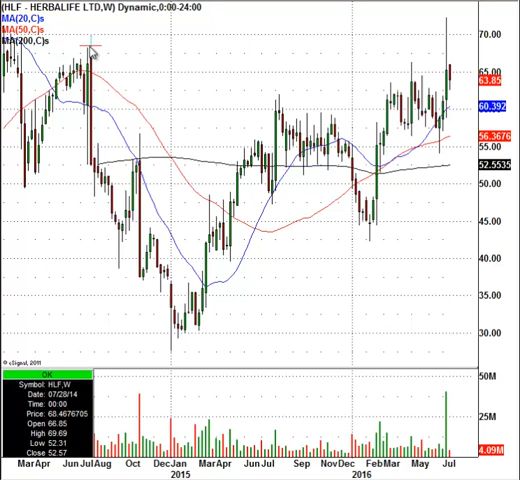 (HLF - HERBALIFE LTD,W) Dynamic,0:00-24:00
MA(20,C)s
MA(50,C)s
MA(200,C)s
70.00
65.00
63.85
60.392
56.3676
55.00
52.5535
50.00
45.00
40.00
35.00
30.00
© eSignal, 2011
OK
Symbol: HLF,W
Date: 07/28/14
Time: 00:00
Price: 68.4676705
Open 66.85
High 69.69
Low 52.31
Close 52.57
50M
25M
4.09M
Mar Apr Jun Jul Aug Oct Dec Jan Mar Apr Jun Jul Sep Nov Dec Feb Mar May Jul
2015 2016